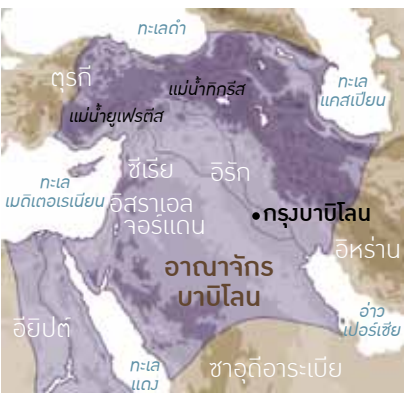 ทะเลดำ
ตุรกี
แม่น้ำทิกรีส
ทะเล
แคสเปียน
แม่น้ำยูเฟรตีส
ซีเรีย
อิรัก
ทะเล
เมดิเตอเรเนียน
อิสราเอล
จอร์แดน
กรุงบาบิโลน
อิหร่าน
อาณาจักร
บาบิโลน
อียิปต์
อ่าว
เปอร์เซีย
ทะเล
แดง
ซาอุดีอาระเบีย